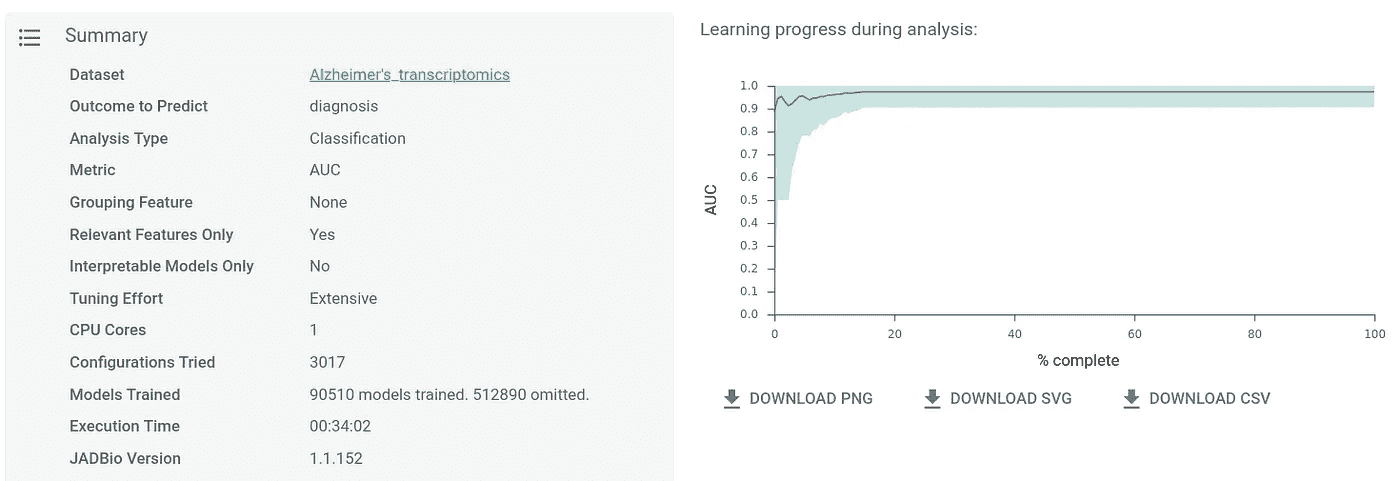 Summary
Dataset Alzheimer's_transcriptomics
Outcome to Predict diagnosis
Analysis Type Classification
Metric AUC
Grouping Feature None
Relevant Features Only Yes
Interpretable Models Only No
Tuning Effort Extensive
CPU Cores 1
Configurations Tried 3017
Models Trained 90510 models trained. 512890 omitted.
Execution Time 00:34:02
JADBio Version 1.1.152
Learning progress during analysis:
1.0
0.9
0.8
0.7
0.6
0.5
0.4
0.3
0.2
0.1
0.0
AUC
0 20 40 60 80 100
% complete
DOWNLOAD PNG DOWNLOAD SVG DOWNLOAD CSV